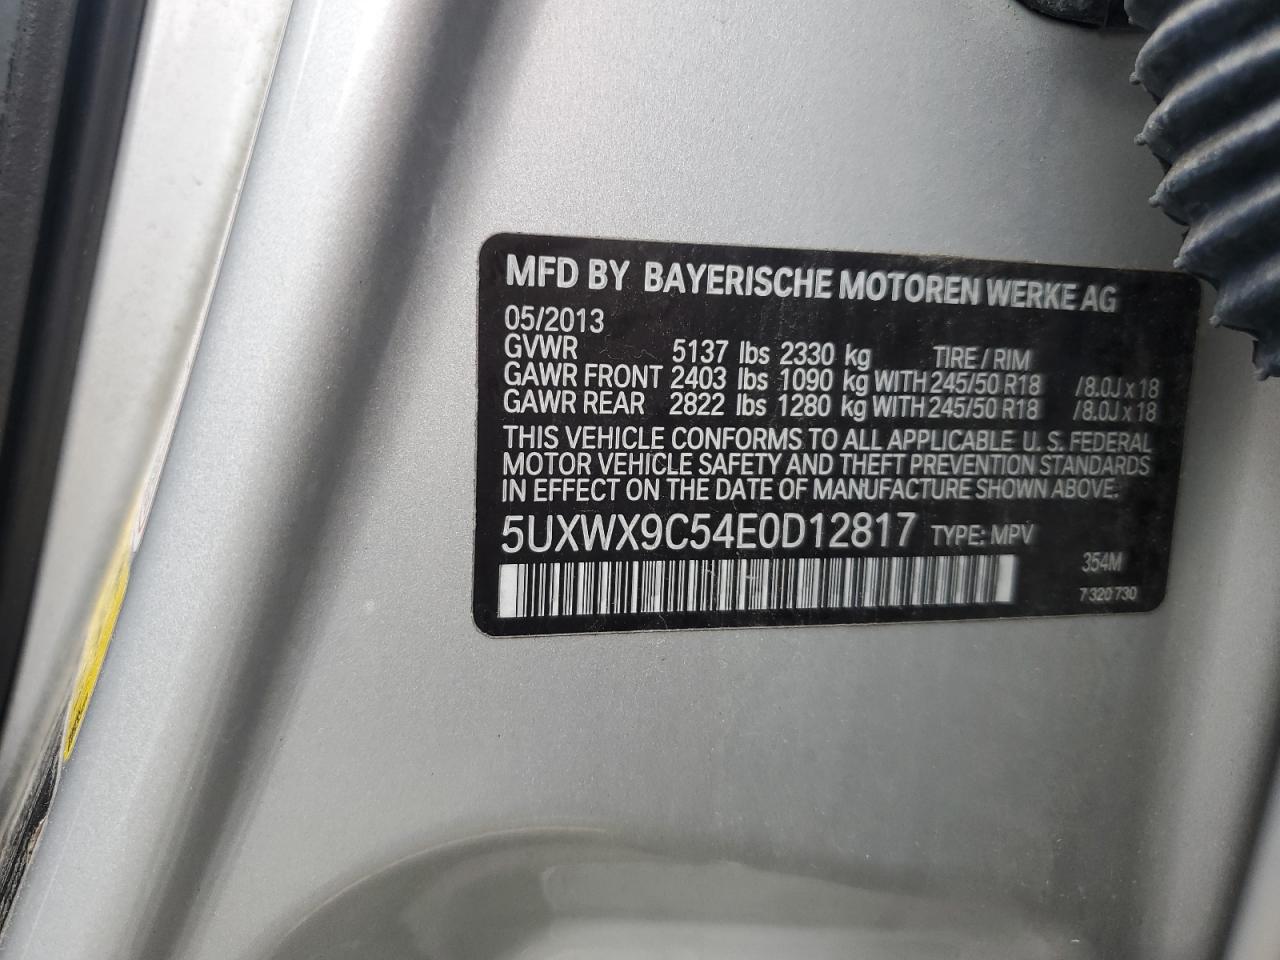 MFD BY BAYERISCHE MOTOREN WERKE AG
05/2013
GVWR 5137 lbs 2330 kg TIRE / RIM
GAWR FRONT 2403 lbs 1090 kg WITH 245/50 R18 /8.0J x 18
GAWR REAR 2822 lbs 1280 kg WITH 245/50 R18 /8.0J x 18
THIS VEHICLE CONFORMS TO ALL APPLICABLE U. S. FEDERAL
MOTOR VEHICLE SAFETY AND THEFT PREVENTION STANDARDS
IN EFFECT ON THE DATE OF MANUFACTURE SHOWN ABOVE.
5UXWX9C54E0D12817 TYPE: MPV
354M
7 320 730